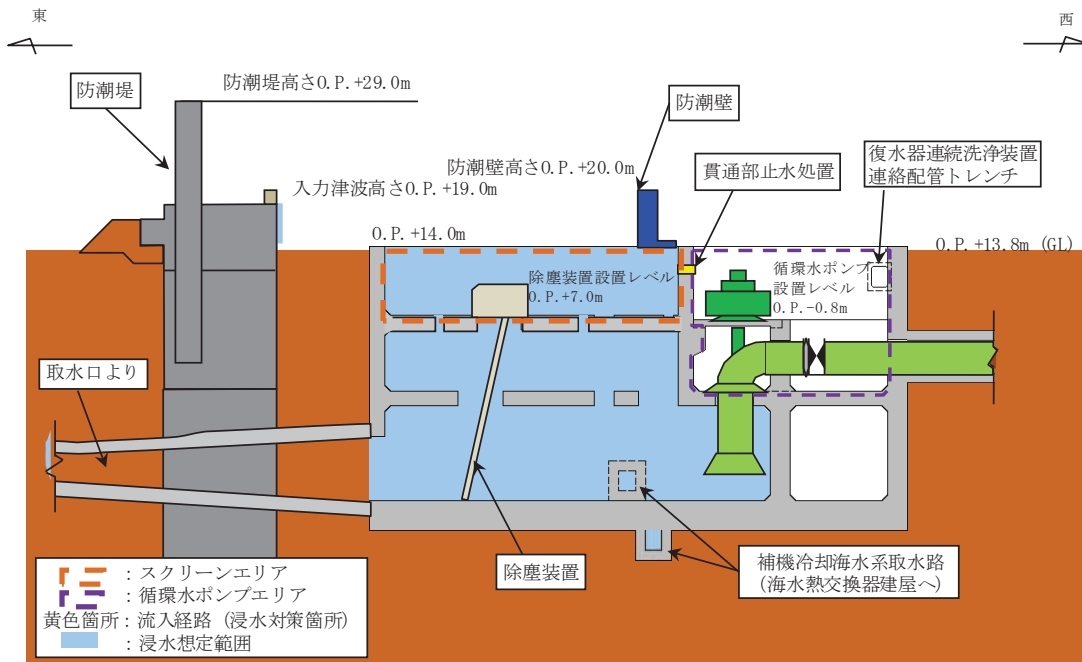 東
西
防潮堤
防潮堤高さO.P.+29.0m
防潮壁
復水器連続洗浄装置
連絡配管トレンチ
貫通部止水処置
防潮壁高さO.P.+20.0m
入力津波高さO.P.+19.0m
O.P.+14.0m
O.P.+13.8m (GL)
除塵装置設置レベル
O.P.+7.0m
循環水ポンプ
設置レベル
O.P.-0.8m
取水口より
除塵装置
補機冷却海水系取水路
(海水熱交換器建屋へ)
：スクリーンエリア
：循環水ポンプエリア
黄色箇所：流入経路（浸水対策箇所）
：浸水想定範囲